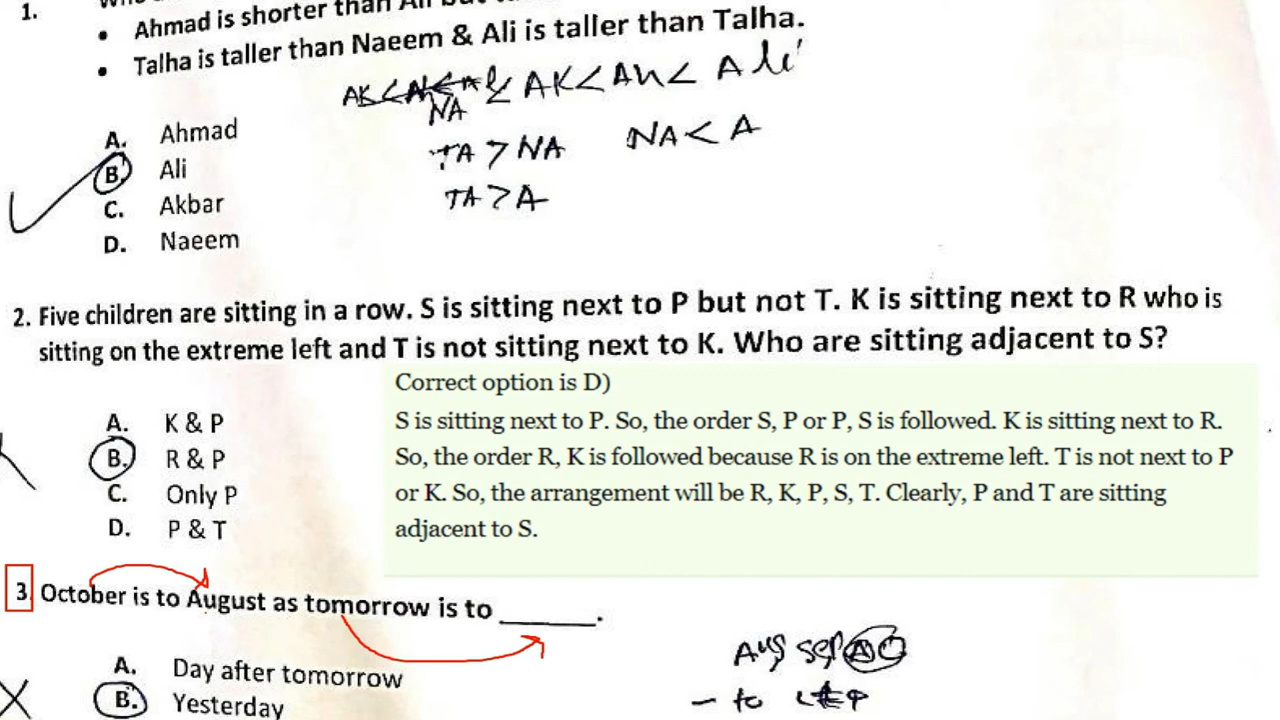 1.
• Ahmad is shorter than Ali but
• Talha is taller than Naeem & Ali is taller than Talha.
AK < AN < Ali
NA
TA > NA NA < A
TA > A
A. Ahmad
B. Ali
C. Akbar
D. Naeem
2. Five children are sitting in a row. S is sitting next to P but not T. K is sitting next to R who is
sitting on the extreme left and T is not sitting next to K. Who are sitting adjacent to S?
Correct option is D)
S is sitting next to P. So, the order S, P or P, S is followed. K is sitting next to R.
So, the order R, K is followed because R is on the extreme left. T is not next to P
or K. So, the arrangement will be R, K, P, S, T. Clearly, P and T are sitting
adjacent to S.
A. K & P
B. R & P
C. Only P
D. P & T
3. October is to August as tomorrow is to ______.
Aug sep
– to
A. Day after tomorrow
B. Yesterday